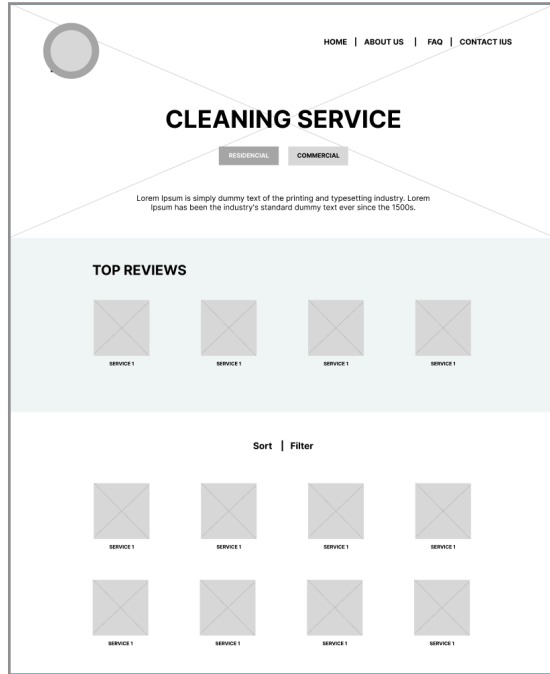 HOME | ABOUT US | FAQ | CONTACT IUS
CLEANING SERVICE
RESIDENCIAL COMMERCIAL
Lorem Ipsum is simply dummy text of the printing and typesetting industry. Lorem
Ipsum has been the industry's standard dummy text ever since the 1500s.
TOP REVIEWS
SERVICE 1 SERVICE 1 SERVICE 1 SERVICE 1
Sort | Filter
SERVICE 1 SERVICE 1 SERVICE 1 SERVICE 1
SERVICE 1 SERVICE 1 SERVICE 1 SERVICE 1